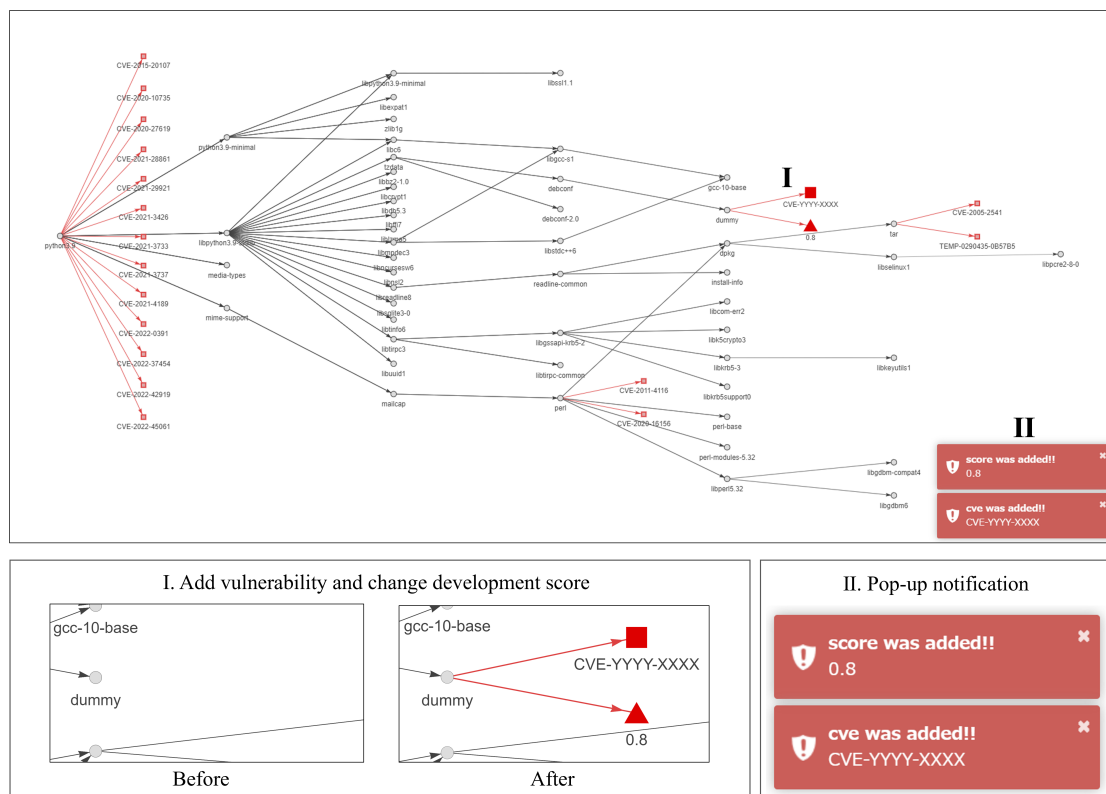 CVE-2015-20107
CVE-2020-10735
CVE-2020-27619
CVE-2021-28861
CVE-2021-29921
CVE-2021-3426
CVE-2021-3733
CVE-2021-3737
CVE-2021-4189
CVE-2022-0391
CVE-2022-37454
CVE-2022-42919
CVE-2022-45061
python3.9
python3.9-minimal
media-types
mime-support
libpython3.9-minimal
libexpat1
zlib1g
libc6
tzdata
libbz2-1.0
libcrypt1
libdb5.3
libffi7
libmpdec3
libncursesw6
libnsl2
libreadline8
libsqlite3-0
libtinfo6
libtirpc3
libuuid1
mailcap
libssl1.1
libgcc-s1
debconf
debconf-2.0
libstdc++6
readline-common
libgssapi-krb5-2
libtirpc-common
perl
CVE-2011-4116
CVE-2020-16156
gcc-10-base
dummy
dpkg
install-info
libcom-err2
libk5crypto3
libkrb5-3
libkrb5support0
perl-base
perl-modules-5.32
libperl5.32
I
CVE-YYYY-XXXX
0.8
tar
libselinux1
libkeyutils1
libgdbm-compat4
libgdbm6
CVE-2005-2541
TEMP-0290435-0B57B5
libpcre2-8-0
II
score was added!!
0.8
cve was added!!
CVE-YYYY-XXXX
I. Add vulnerability and change development score
gcc-10-base
dummy
Before
gcc-10-base
dummy
CVE-YYYY-XXXX
0.8
After
II. Pop-up notification
score was added!!
0.8
cve was added!!
CVE-YYYY-XXXX